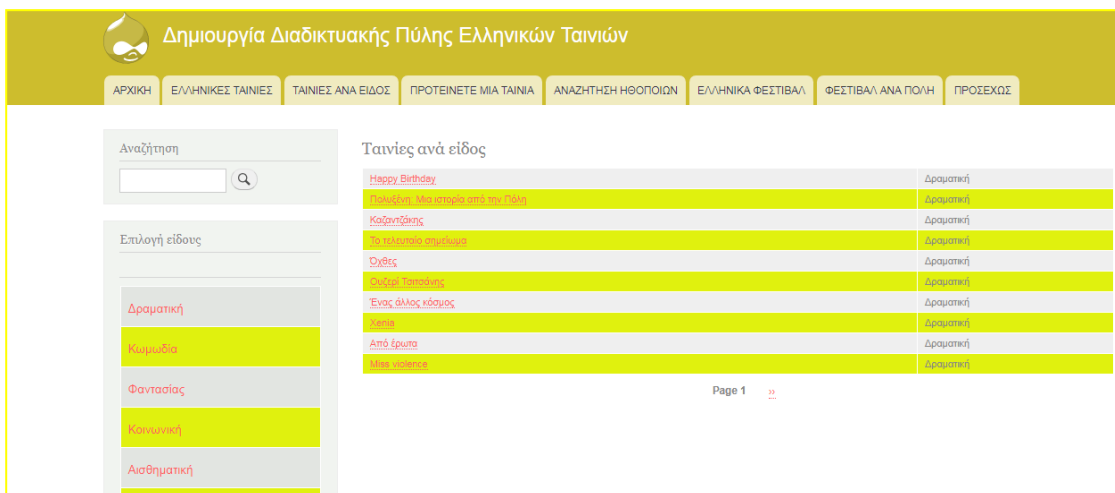 Δημιουργία Διαδικτυακής Πύλης Ελληνικών Ταινιών
ΑΡΧΙΚΗ ΕΛΛΗΝΙΚΕΣ ΤΑΙΝΙΕΣ ΤΑΙΝΙΕΣ ΑΝΑ ΕΙΔΟΣ ΠΡΟΤΕΙΝΕΤΕ ΜΙΑ ΤΑΙΝΙΑ ΑΝΑΖΗΤΗΣΗ ΗΘΟΠΟΙΩΝ ΕΛΛΗΝΙΚΑ ΦΕΣΤΙΒΑΛ ΦΕΣΤΙΒΑΛ ΑΝΑ ΠΟΛΗ ΠΡΟΣΕΧΩΣ
Αναζήτηση
Επιλογή είδους
Δραματική
Κωμωδία
Φαντασίας
Κοινωνική
Αισθηματική
Ταινίες ανά είδος
Happy Birthday Δραματική
Πολυξένη: Μια ιστορία από την Πόλη Δραματική
Καζαντζάκης Δραματική
Το τελευταίο σημείωμα Δραματική
Όχθες Δραματική
Ουζερί Τσιτσάνης Δραματική
Ένας άλλος κόσμος Δραματική
Xenia Δραματική
Από έρωτα Δραματική
Miss violence Δραματική
Page 1 ››